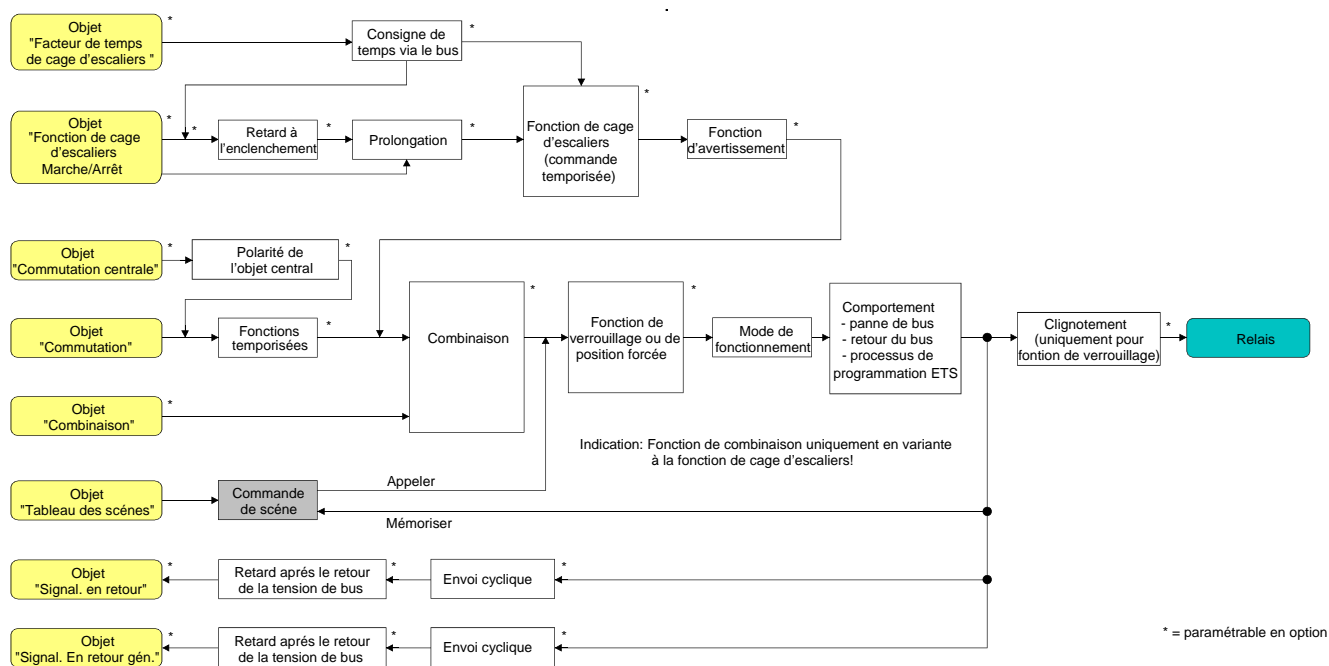 Objet
"Facteur de temps
de cage d'escaliers "
*
Consigne de
temps via le bus
*
Objet
"Fonction de cage
d'escaliers
Marche/Arrêt
*
*
Retard à
l'enclenchement
*
Prolongation
*
Fonction de cage
d'escaliers
(commande
temporisée)
*
Fonction
d'avertissement
*
Objet
"Commutation centrale"
*
Polarité de
l'objet central
*
Objet
"Commutation"
Fonctions
temporisées
*
Combinaison
*
Fonction de
verrouillage ou de
position forcée
*
Mode de
fonctionnement
Comportement
- panne de bus
- retour du bus
- processus de
programmation ETS
Clignotement
(uniquement pour
fontion de verrouillage)
*
Relais
Objet
"Combinaison"
*
Indication: Fonction de combinaison uniquement en variante
à la fonction de cage d'escaliers!
Objet
"Tableau des scénes"
Commande
de scéne
Appeler
Mémoriser
Objet
"Signal. en retour"
*
Retard aprés le retour
de la tension de bus
*
Envoi cyclique
*
Objet
"Signal. En retour gén."
*
Retard aprés le retour
de la tension de bus
*
Envoi cyclique
*
* = paramétrable en option